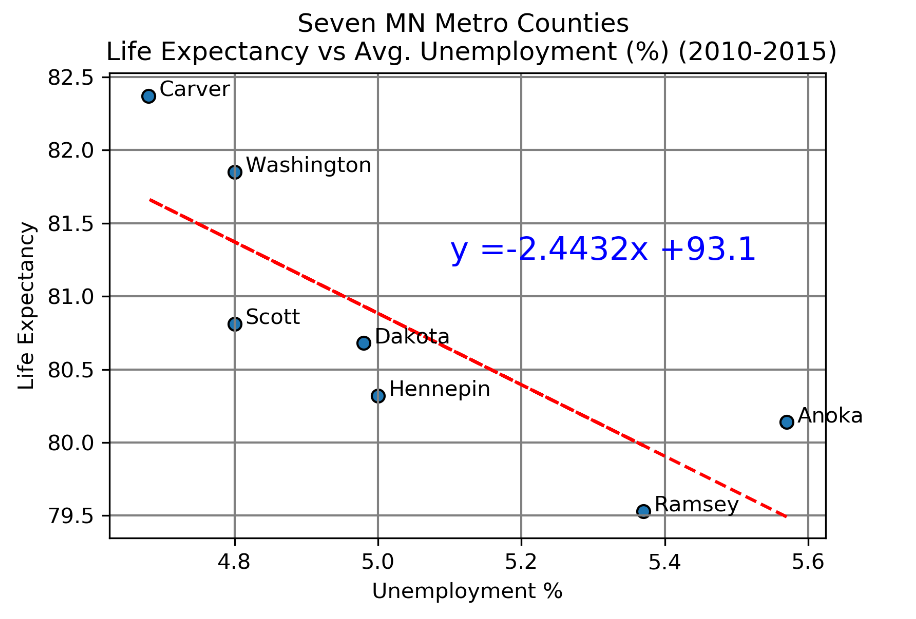 Seven MN Metro Counties
Life Expectancy vs Avg. Unemployment (%) (2010-2015)
82.5
82.0
81.5
81.0
80.5
80.0
79.5
Life Expectancy
Carver
Washington
y =-2.4432x +93.1
Scott
Dakota
Hennepin
Anoka
Ramsey
4.8 5.0 5.2 5.4 5.6
Unemployment %